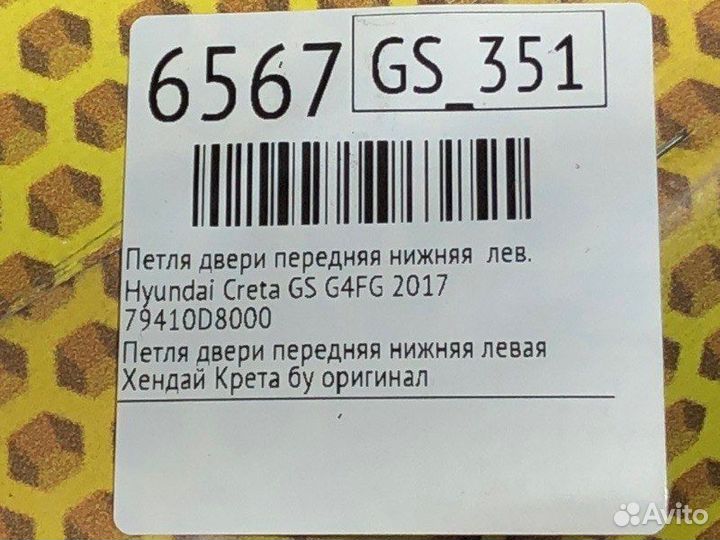 6567
GS_351
Петля двери передняя нижняя лев.
Hyundai Creta GS G4FG 2017
79410D8000
Петля двери передняя нижняя левая
Хендай Крета бу оригинал
Avito